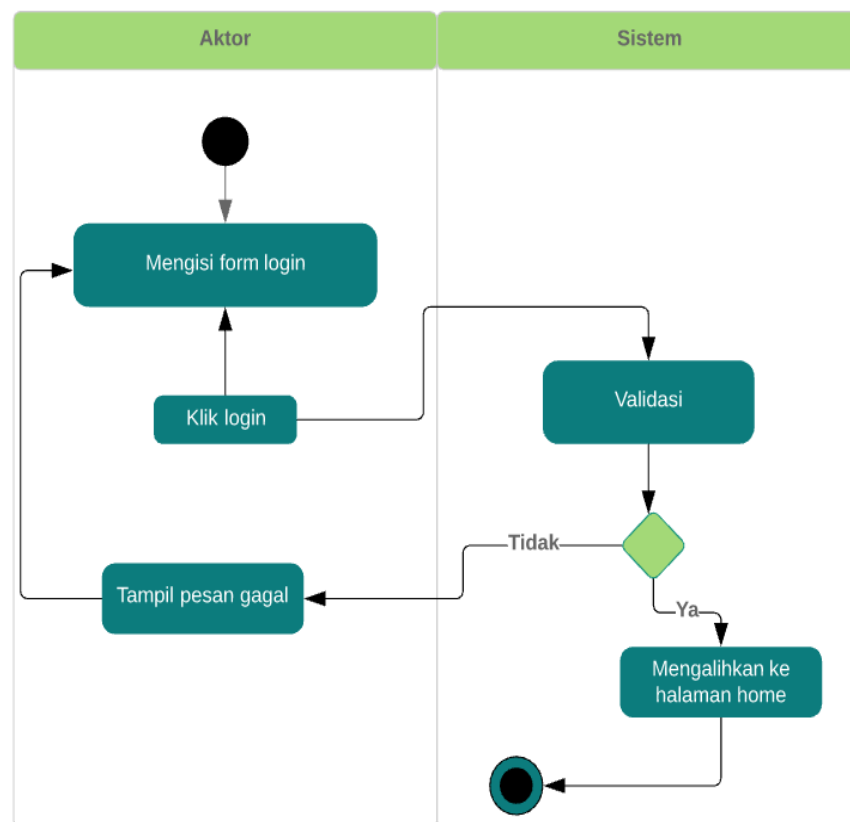 Aktor
Sistem
Mengisi form login
Klik login
Validasi
Tidak
Tampil pesan gagal
Ya
Mengalihkan ke
halaman home